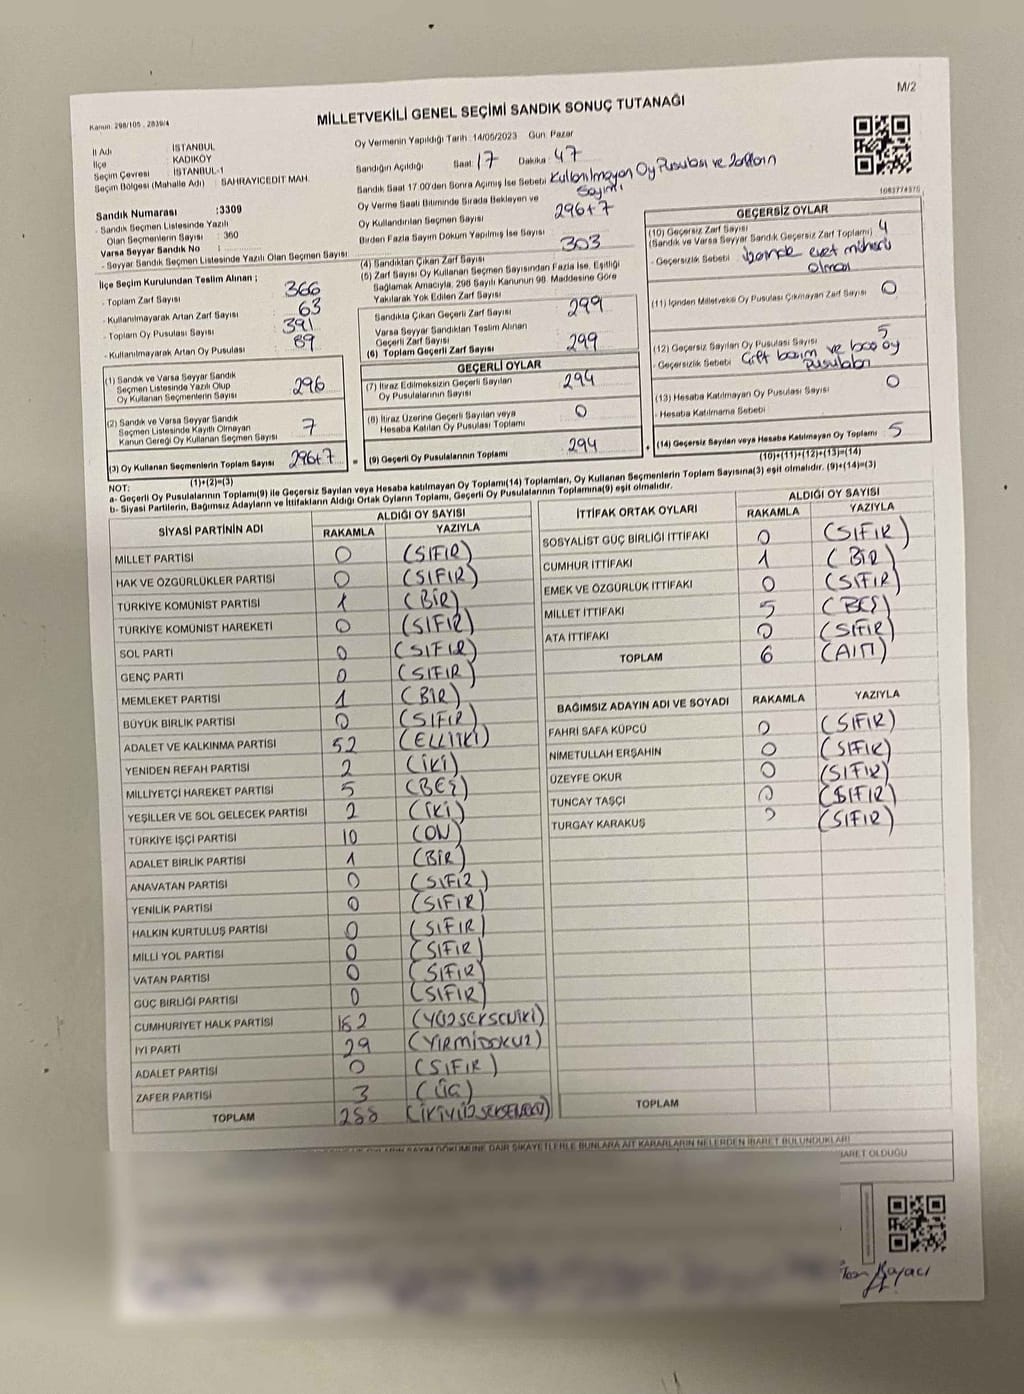 M/2
Kanun: 298/105 , 2839/4
MİLLETVEKİLİ GENEL SEÇİMİ SANDIK SONUÇ TUTANAĞI
İl Adı İSTANBUL
İlçe KADIKÖY
Seçim Çevresi İSTANBUL-1
Seçim Bölgesi (Mahalle Adı) : SAHRAYICEDİT MAH.
Sandık Numarası :3309
- Sandık Seçmen Listesinde Yazılı
Olan Seçmenlerin Sayısı : 360
Varsa Seyyar Sandık No :
- Seyyar Sandık Seçmen Listesinde Yazılı Olan Seçmen Sayısı
İlçe Seçim Kurulundan Teslim Alınan ;
- Toplam Zarf Sayısı 366
- Kullanılmayarak Artan Zarf Sayısı 63
- Toplam Oy Pusulası Sayısı 391
- Kullanılmayarak Artan Oy Pusulası 89
(1) Sandık ve Varsa Seyyar Sandık
Seçmen Listesinde Yazılı Olup
Oy Kullanan Seçmenlerin Sayısı 296
(2) Sandık ve Varsa Seyyar Sandık
Seçmen Listesinde Kayıtlı Olmayan
Kanun Gereği Oy Kullanan Seçmen Sayısı 7
(3) Oy Kullanan Seçmenlerin Toplam Sayısı 296+7
(1)+(2)=(3)
Oy Vermenin Yapıldığı Tarih :14/05/2023 Gün: Pazar
Sandığın Açıldığı Saat: 17 Dakika : 47
Sandık Saat 17.00'den Sonra Açılmış İse Sebebi Kullanılmayan Oy Pusulası ve Zarfların
Sayımı
Oy Verme Saati Bitiminde Sırada Bekleyen ve
Oy Kullandırılan Seçmen Sayısı 296+7
Birden Fazla Sayım Döküm Yapılmış İse Sayısı
(4) Sandıktan Çıkan Zarf Sayısı 303
(5) Zarf Sayısı Oy Kullanan Seçmen Sayısından Fazla İse, Eşitliği
Sağlamak Amacıyla, 298 Sayılı Kanunun 98. Maddesine Göre
Yakılarak Yok Edilen Zarf Sayısı
Sandıkta Çıkan Geçerli Zarf Sayısı 299
Varsa Seyyar Sandıktan Teslim Alınan
Geçerli Zarf Sayısı
(6) Toplam Geçerli Zarf Sayısı 299
GEÇERLİ OYLAR
(7) İtiraz Edilmeksizin Geçerli Sayılan
Oy Pusulalarının Sayısı 294
(8) İtiraz Üzerine Geçerli Sayılan veya
Hesaba Katılan Oy Pusulası Toplamı 0
= (9) Geçerli Oy Pusulalarının Toplamı 294
1083774375
GEÇERSİZ OYLAR
(10) Geçersiz Zarf Sayısı
(Sandık ve Varsa Seyyar Sandık Geçersiz Zarf Toplamı) 4
- Geçersizlik Sebebi üzerinde evet mührü
olması
(11) İçinden Milletvekili Oy Pusulası Çıkmayan Zarf Sayısı 0
(12) Geçersiz Sayılan Oy Pusulası Sayısı 5
- Geçersizlik Sebebi Çift basım ve boş oy
pusulaları
(13) Hesaba Katılmayan Oy Pusulası Sayısı 0
- Hesaba Katılmama Sebebi
+ (14) Geçersiz Sayılan veya Hesaba Katılmayan Oy Toplamı 5
(10)+(11)+(12)+(13)=(14)
NOT:
a- Geçerli Oy Pusulalarının Toplamı(9) ile Geçersiz Sayılan veya Hesaba katılmayan Oy Toplamı(14) Toplamları, Oy Kullanan Seçmenlerin Toplam Sayısına(3) eşit olmalıdır. (9)+(14)=(3)
b- Siyasi Partilerin, Bağımsız Adayların ve İttifakların Aldığı Ortak Oyların Toplamı, Geçerli Oy Pusulalarının Toplamına(9) eşit olmalıdır.
SİYASİ PARTİNİN ADI
ALDIĞI OY SAYISI
RAKAMLA YAZIYLA
MİLLET PARTİSİ 0 (SIFIR)
HAK VE ÖZGÜRLÜKLER PARTİSİ 0 (SIFIR)
TÜRKİYE KOMÜNİST PARTİSİ 1 (BİR)
TÜRKİYE KOMÜNİST HAREKETİ 0 (SIFIR)
SOL PARTİ 0 (SIFIR)
GENÇ PARTİ 0 (SIFIR)
MEMLEKET PARTİSİ 1 (BİR)
BÜYÜK BİRLİK PARTİSİ 0 (SIFIR)
ADALET VE KALKINMA PARTİSİ 52 (ELLİİKİ)
YENİDEN REFAH PARTİSİ 2 (İKİ)
MİLLİYETÇİ HAREKET PARTİSİ 5 (BEŞ)
YEŞİLLER VE SOL GELECEK PARTİSİ 2 (İKİ)
TÜRKİYE İŞÇİ PARTİSİ 10 (ON)
ADALET BİRLİK PARTİSİ 1 (BİR)
ANAVATAN PARTİSİ 0 (SIFIR)
YENİLİK PARTİSİ 0 (SIFIR)
HALKIN KURTULUŞ PARTİSİ 0 (SIFIR)
MİLLİ YOL PARTİSİ 0 (SIFIR)
VATAN PARTİSİ 0 (SIFIR)
GÜÇ BİRLİĞİ PARTİSİ 0 (SIFIR)
CUMHURİYET HALK PARTİSİ 182 (YÜZSEKSENİKİ)
İYİ PARTİ 29 (YİRMİDOKUZ)
ADALET PARTİSİ 0 (SIFIR)
ZAFER PARTİSİ 3 (ÜÇ)
TOPLAM 288
İTTİFAK ORTAK OYLARI
ALDIĞI OY SAYISI
RAKAMLA YAZIYLA
SOSYALİST GÜÇ BİRLİĞİ İTTİFAKI 0 (SIFIR)
CUMHUR İTTİFAKI 1 (BİR)
EMEK VE ÖZGÜRLÜK İTTİFAKI 0 (SIFIR)
MİLLET İTTİFAKI 5 (BEŞ)
ATA İTTİFAKI 0 (SIFIR)
TOPLAM 6 (ALTI)
BAĞIMSIZ ADAYIN ADI VE SOYADI RAKAMLA YAZIYLA
FAHRİ SAFA KÜPCÜ 0 (SIFIR)
NİMETULLAH ERŞAHİN 0 (SIFIR)
ÜZEYFE OKUR 0 (SIFIR)
TUNCAY TAŞÇI 0 (SIFIR)
TURGAY KARAKUŞ 0 (SIFIR)
TOPLAM
SAYIM DÖKÜMÜNE DAİR ŞİKAYETLERLE BUNLARA AİT KARARLARIN NELERDEN İBARET BULUNDUKLARI
İBARET OLDUĞU